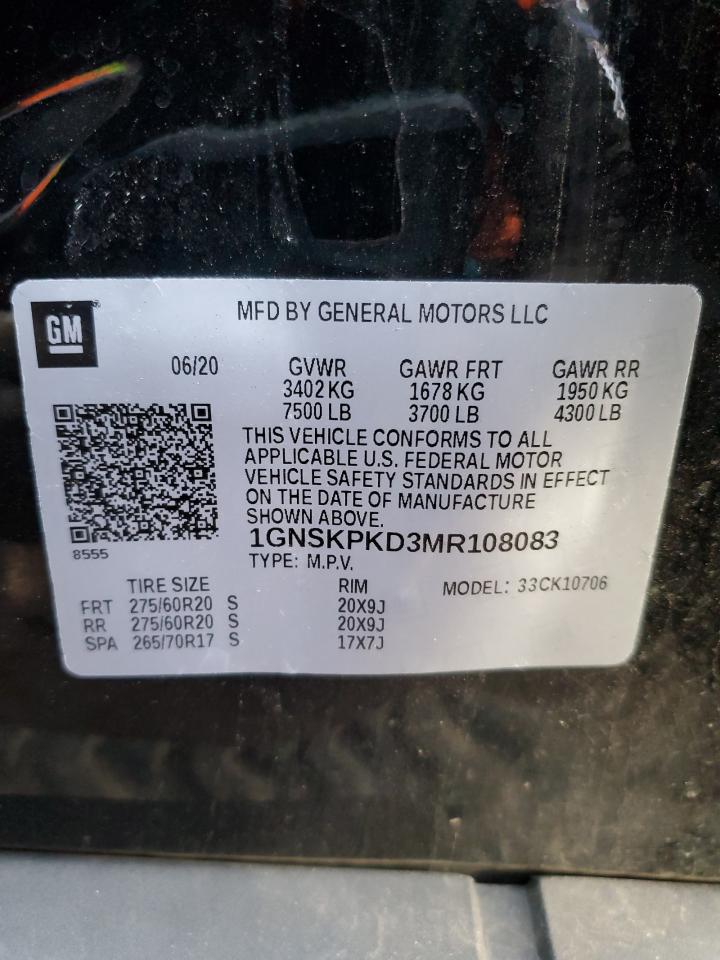 GM
MFD BY GENERAL MOTORS LLC
06/20 GVWR GAWR FRT GAWR RR
3402 KG 1678 KG 1950 KG
7500 LB 3700 LB 4300 LB
THIS VEHICLE CONFORMS TO ALL
APPLICABLE U.S. FEDERAL MOTOR
VEHICLE SAFETY STANDARDS IN EFFECT
ON THE DATE OF MANUFACTURE
SHOWN ABOVE.
1GNSKPKD3MR108083
8555
TYPE: M.P.V.
TIRE SIZE RIM MODEL: 33CK10706
FRT 275/60R20 S 20X9J
RR 275/60R20 S 20X9J
SPA 265/70R17 S 17X7J